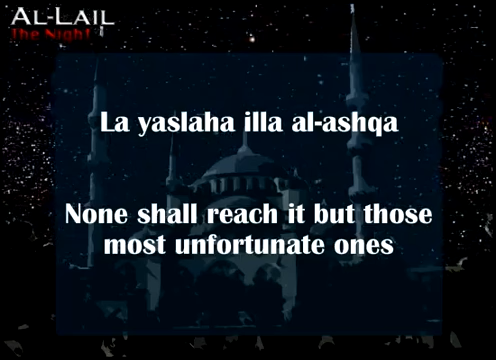 Al-Lail
The Night
La yaslaha illa al-ashqa
None shall reach it but those
most unfortunate ones